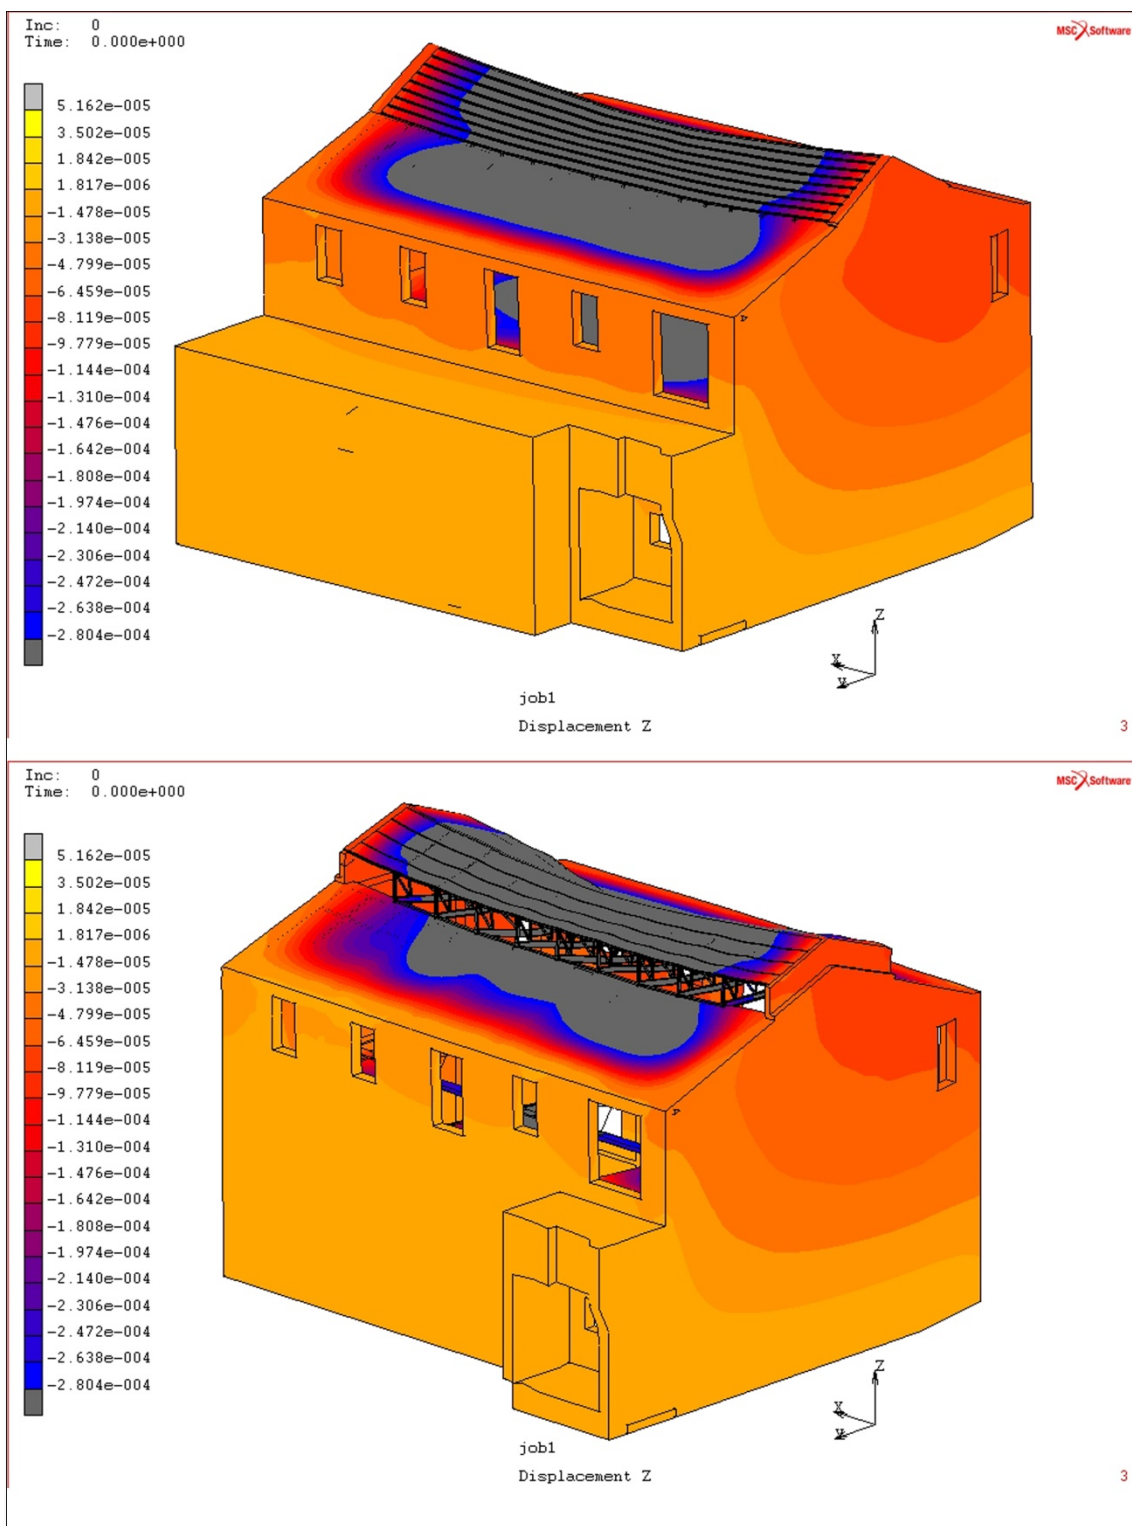 Inc: 0
Time: 0.000e+000
MSC Software
5.162e-005
3.502e-005
1.842e-005
1.817e-006
-1.478e-005
-3.138e-005
-4.799e-005
-6.459e-005
-8.119e-005
-9.779e-005
-1.144e-004
-1.310e-004
-1.476e-004
-1.642e-004
-1.808e-004
-1.974e-004
-2.140e-004
-2.306e-004
-2.472e-004
-2.638e-004
-2.804e-004
Z
X
Y
job1
Displacement Z
3
Inc: 0
Time: 0.000e+000
MSC Software
5.162e-005
3.502e-005
1.842e-005
1.817e-006
-1.478e-005
-3.138e-005
-4.799e-005
-6.459e-005
-8.119e-005
-9.779e-005
-1.144e-004
-1.310e-004
-1.476e-004
-1.642e-004
-1.808e-004
-1.974e-004
-2.140e-004
-2.306e-004
-2.472e-004
-2.638e-004
-2.804e-004
Z
X
Y
job1
Displacement Z
3